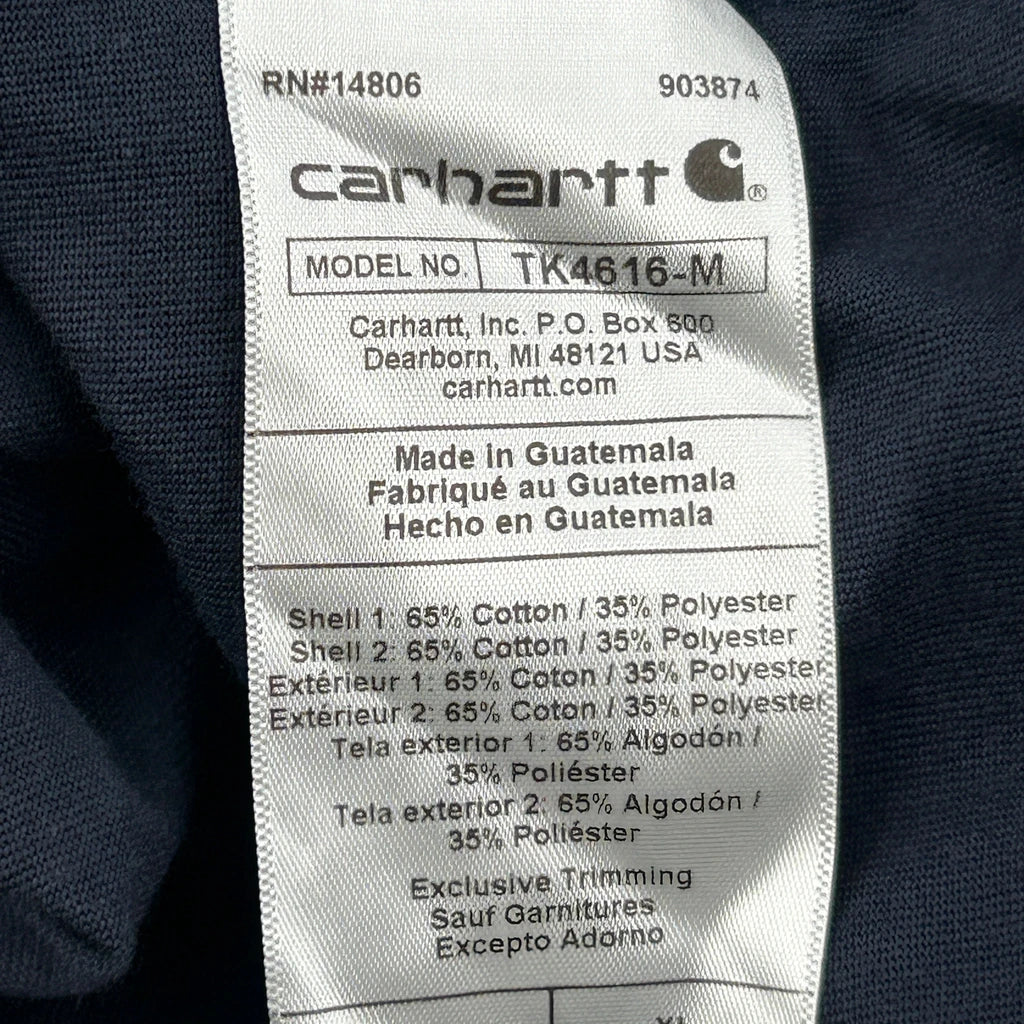 RN#14806 903874
carhartt®
MODEL NO. TK4616-M
Carhartt, Inc. P.O. Box 600
Dearborn, MI 48121 USA
carhartt.com
Made in Guatemala
Fabriqué au Guatemala
Hecho en Guatemala
Shell 1: 65% Cotton / 35% Polyester
Shell 2: 65% Cotton / 35% Polyester
Extérieur 1: 65% Coton / 35% Polyester
Extérieur 2: 65% Coton / 35% Polyester
Tela exterior 1: 65% Algodón /
35% Poliéster
Tela exterior 2: 65% Algodón /
35% Poliéster
Exclusive Trimming
Sauf Garnitures
Excepto Adorno